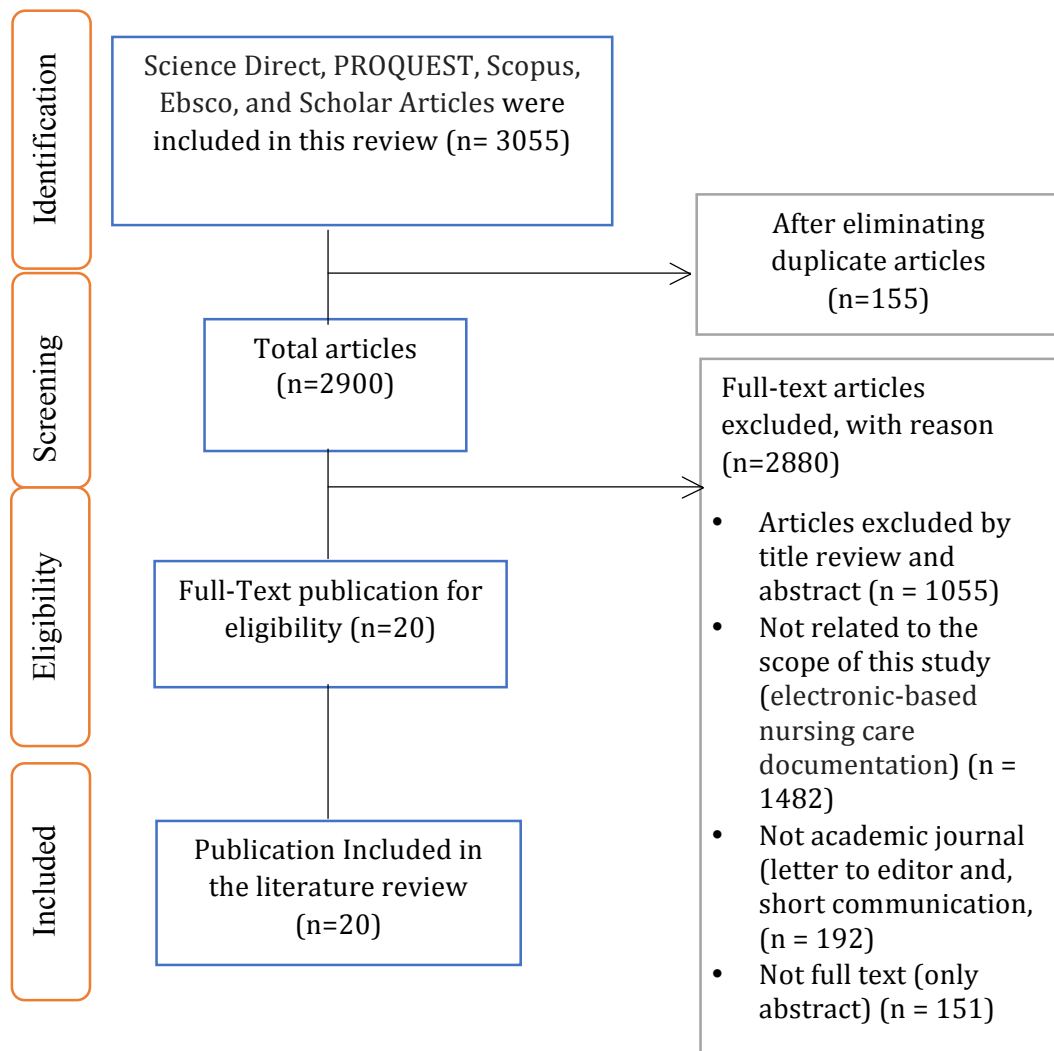 Identification
Science Direct, PROQUEST, Scopus,
Ebsco, and Scholar Articles were
included in this review (n= 3055)
After eliminating
duplicate articles
(n=155)
Screening
Total articles
(n=2900)
Full-text articles
excluded, with reason
(n=2880)
• Articles excluded by
title review and
abstract (n = 1055)
• Not related to the
scope of this study
(electronic-based
nursing care
documentation) (n =
1482)
• Not academic journal
(letter to editor and,
short communication,
(n = 192)
• Not full text (only
abstract) (n = 151)
Eligibility
Full-Text publication for
eligibility (n=20)
Included
Publication Included in
the literature review
(n=20)